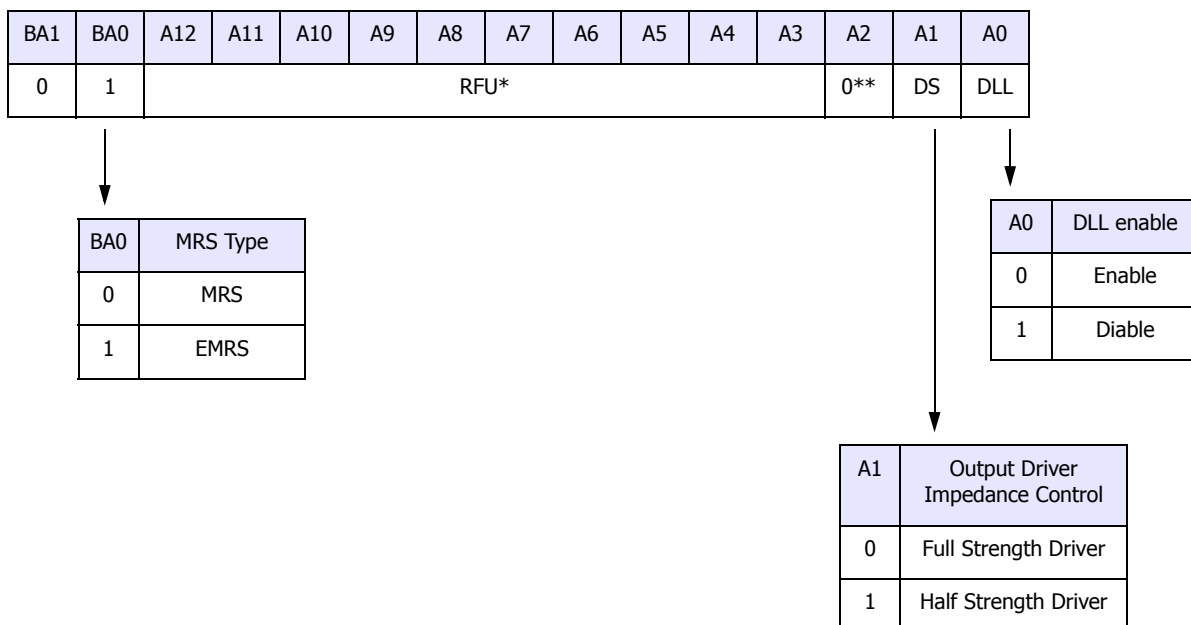 BA1 BA0 A12 A11 A10 A9 A8 A7 A6 A5 A4 A3 A2 A1 A0
0 1 RFU* 0** DS DLL
BA0 MRS Type
0 MRS
1 EMRS
A0 DLL enable
0 Enable
1 Diable
A1 Output Driver
Impedance Control
0 Full Strength Driver
1 Half Strength Driver